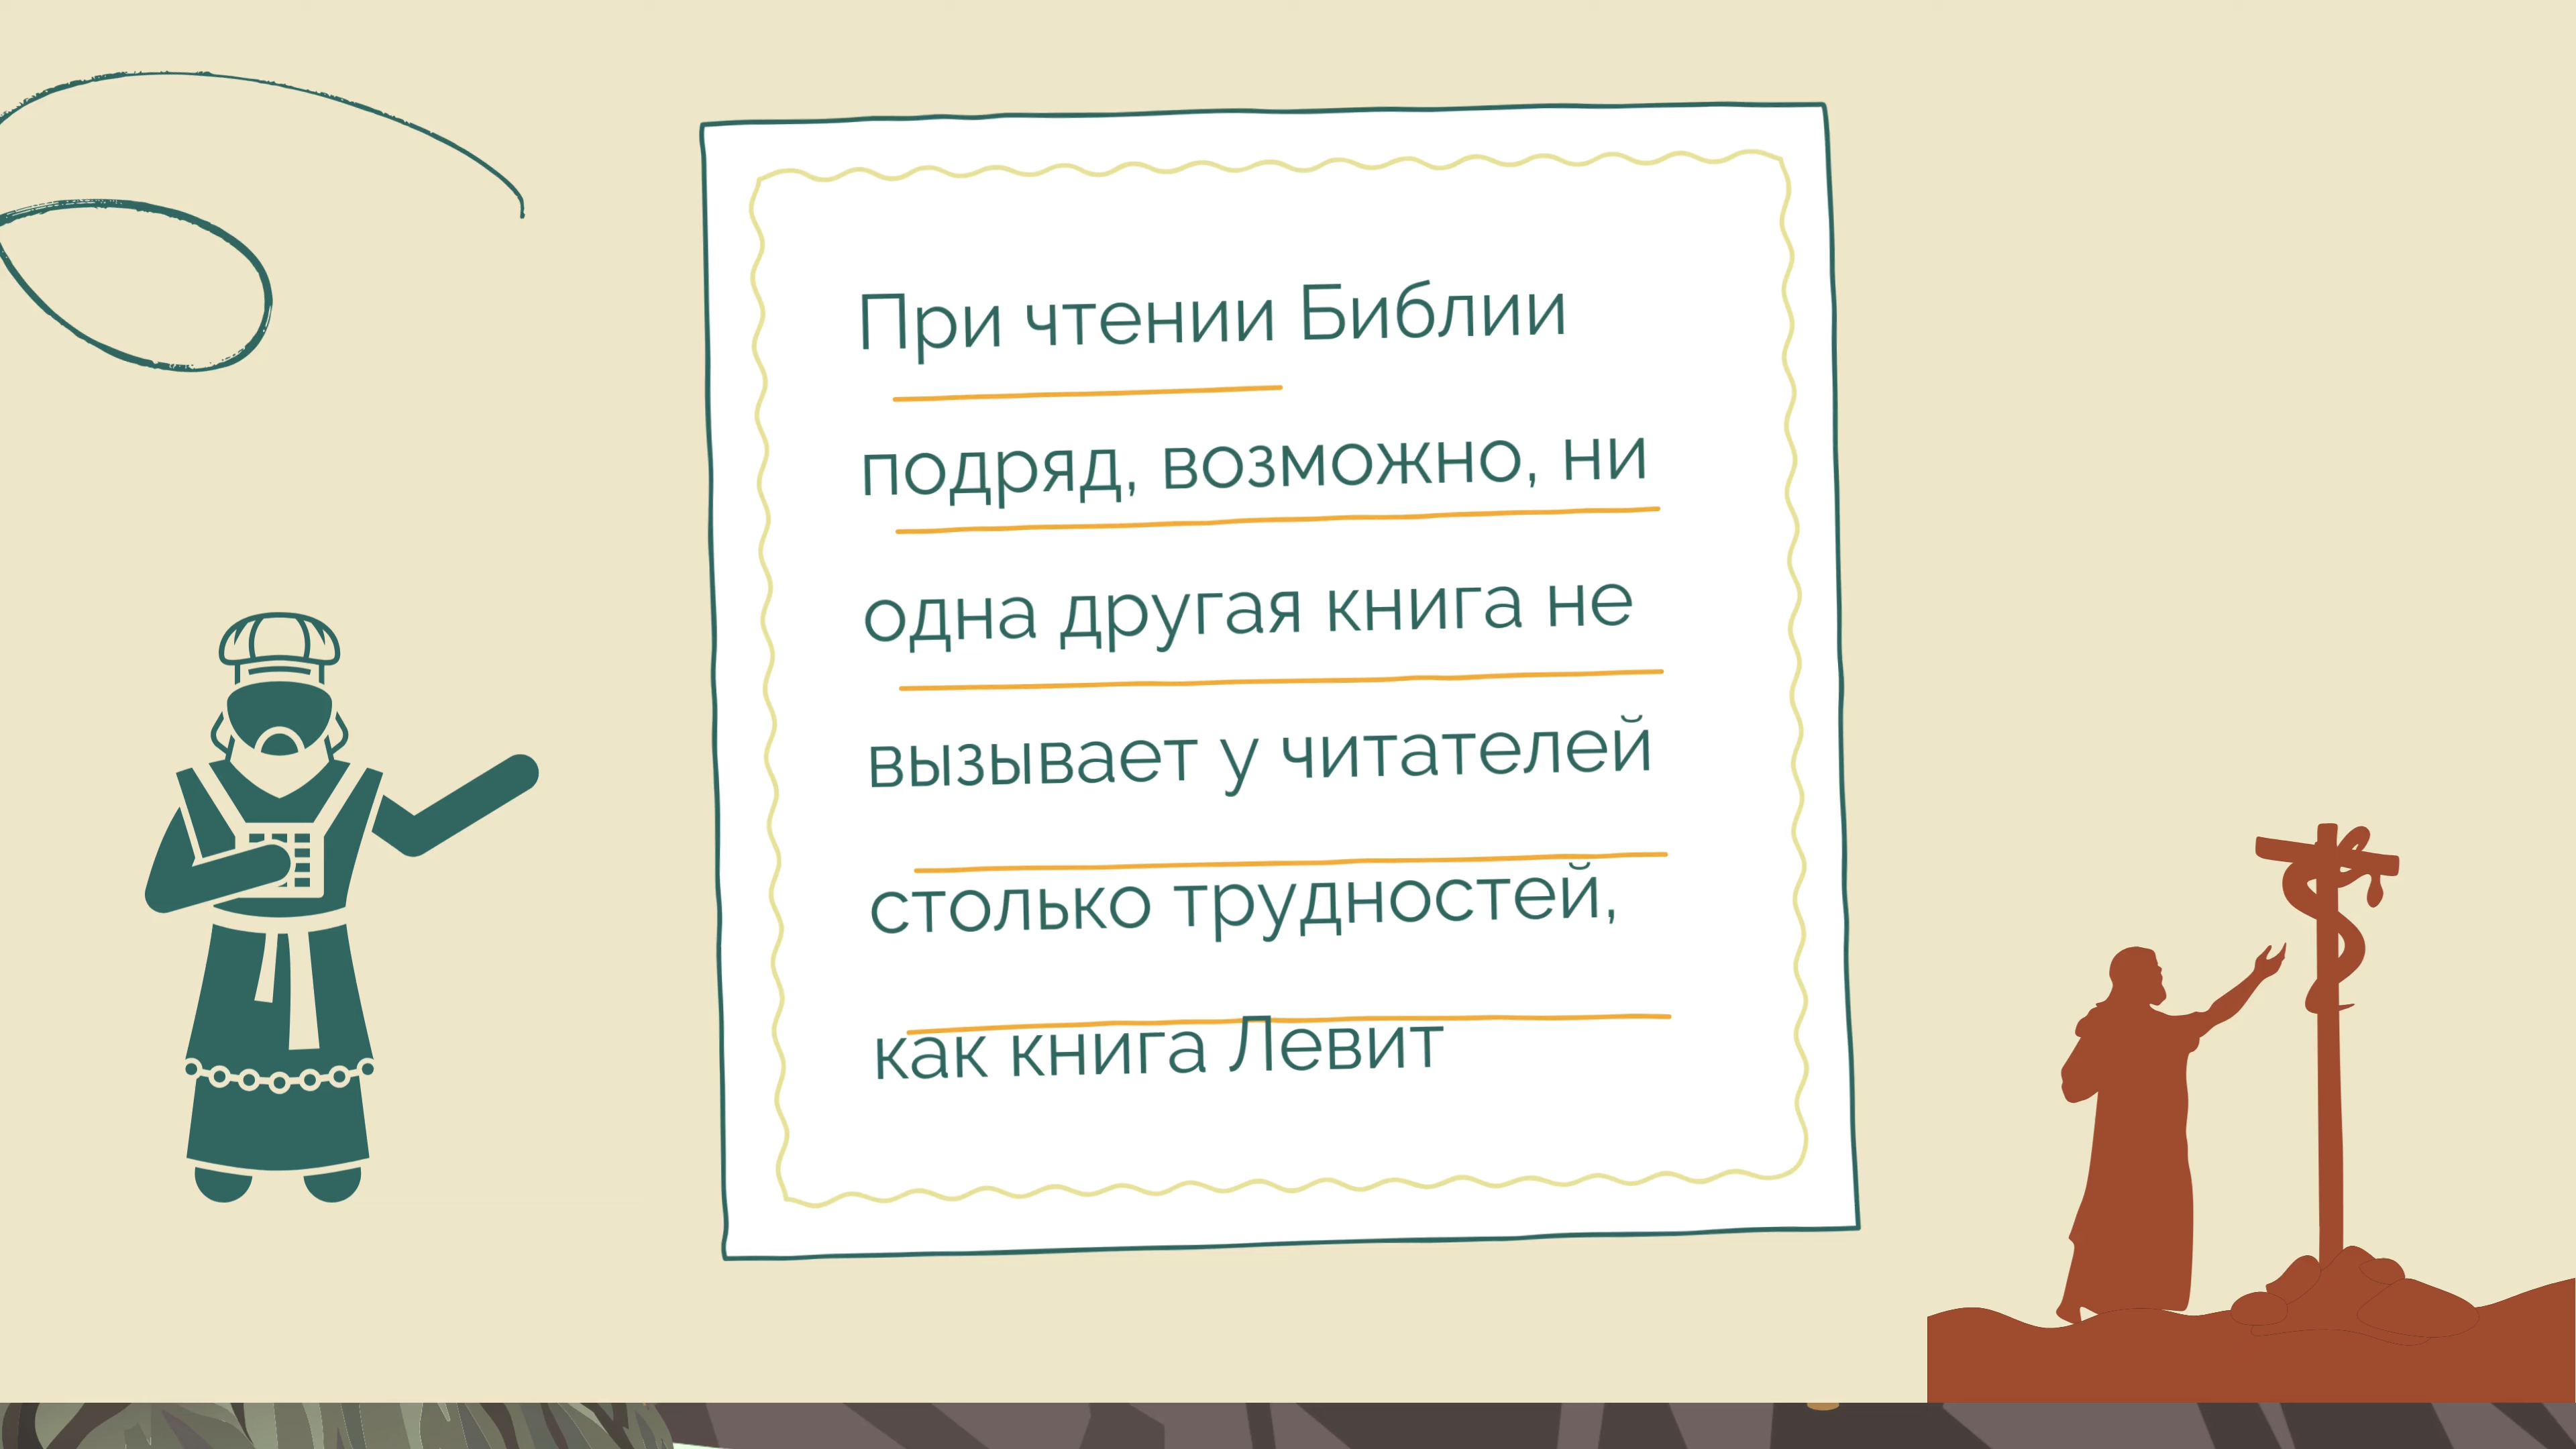 При чтении Библии
подряд, возможно, ни
одна другая книга не
вызывает у читателей
столько трудностей,
как книга Левит